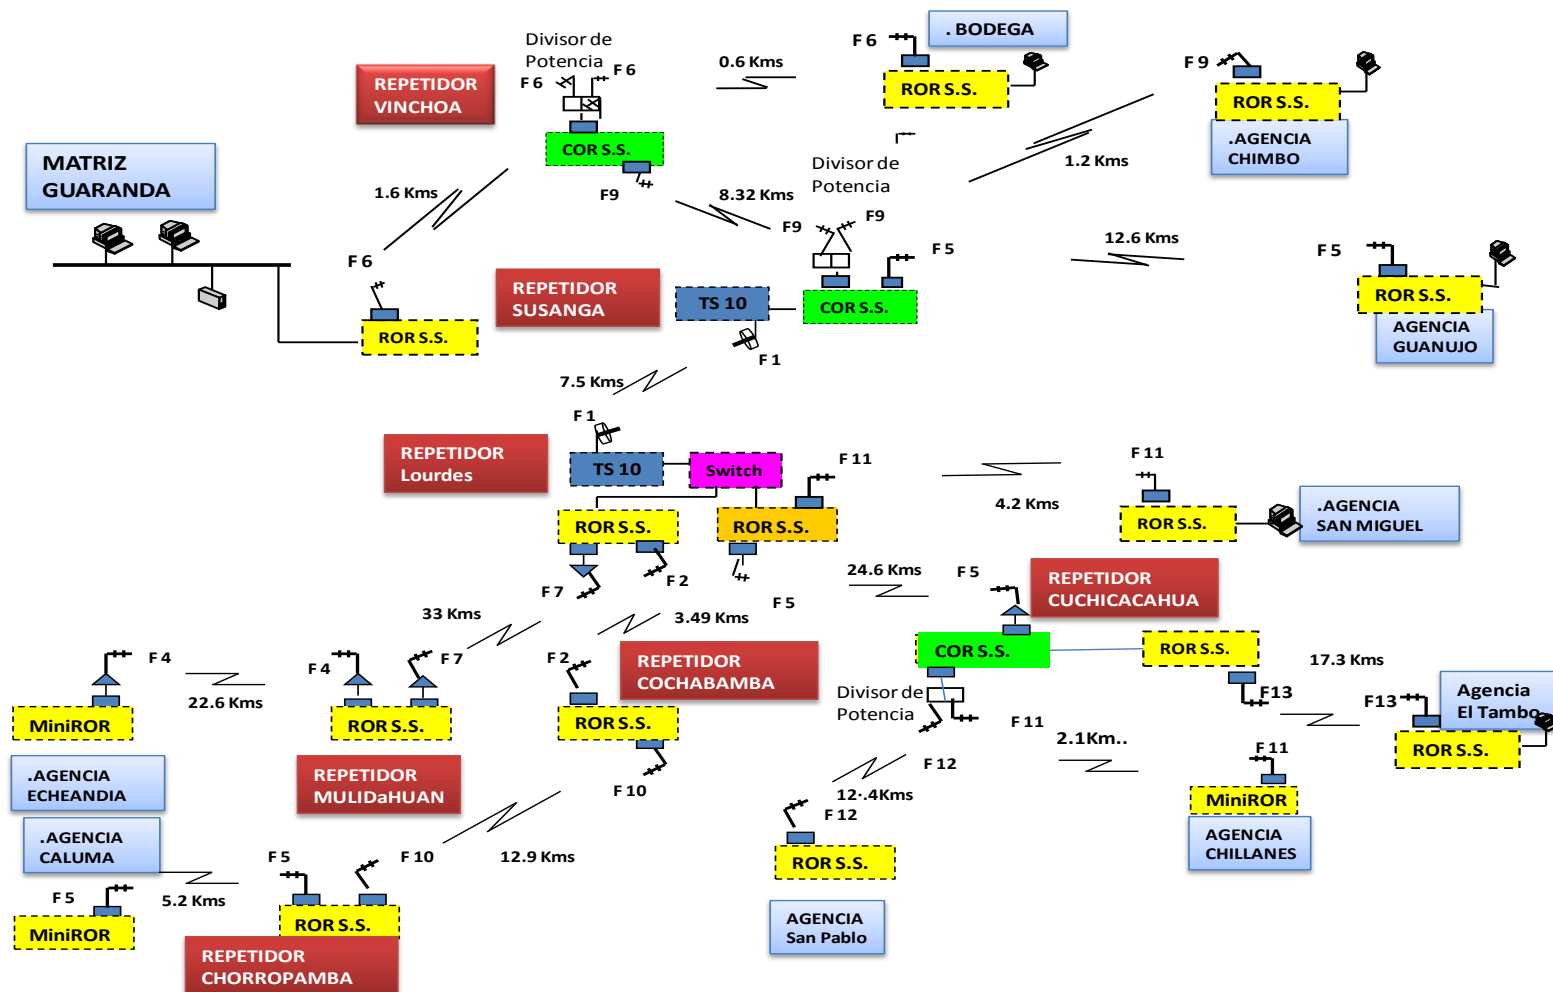 Divisor de
Potencia
F 6
F 6
REPETIDOR
VINCHOA
COR S.S.
F9
0.6 Kms
F 6
. BODEGA
ROR S.S.
F 9
ROR S.S.
.AGENCIA
CHIMBO
1.2 Kms
MATRIZ
GUARANDA
1.6 Kms
F 6
ROR S.S.
8.32 Kms
Divisor de
Potencia
F9
F9
F 5
REPETIDOR
SUSANGA
TS 10
COR S.S.
F 1
12.6 Kms
F 5
ROR S.S.
AGENCIA
GUANUJO
7.5 Kms
F 1
REPETIDOR
Lourdes
TS 10
Switch
F 11
ROR S.S.
ROR S.S.
F 7
F 2
F 5
4.2 Kms
F 11
ROR S.S.
.AGENCIA
SAN MIGUEL
24.6 Kms
F 5
REPETIDOR
CUCHICACAHUA
COR S.S.
ROR S.S.
Divisor de
Potencia
F 11
F 12
F13
17.3 Kms
F13
Agencia
El Tambo
ROR S.S.
33 Kms
3.49 Kms
F 4
22.6 Kms
MiniROR
.AGENCIA
ECHEANDIA
F 4
F 7
ROR S.S.
REPETIDOR
MULIDaHUAN
F 2
REPETIDOR
COCHABAMBA
ROR S.S.
F 10
2.1Km..
F 11
MiniROR
AGENCIA
CHILLANES
12·.4Kms
F 12
ROR S.S.
AGENCIA
San Pablo
12.9 Kms
.AGENCIA
CALUMA
F 5
MiniROR
5.2 Kms
F 5
F 10
ROR S.S.
REPETIDOR
CHORROPAMBA